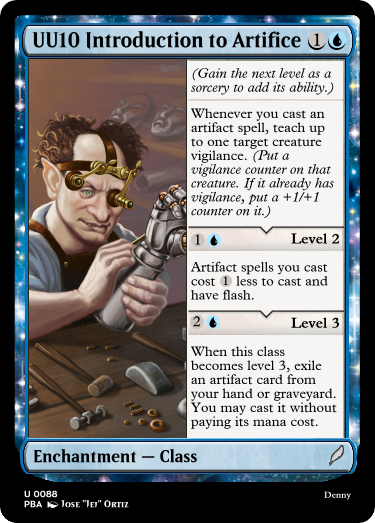 UU10 Introduction to Artifice 1
(Gain the next level as a
sorcery to add its ability.)
Whenever you cast an
artifact spell, teach up
to one target creature
vigilance. (Put a
vigilance counter on that
creature. If it already has
vigilance, put a +1/+1
counter on it.)
1 Level 2
Artifact spells you cast
cost 1 less to cast and
have flash.
2 Level 3
When this class
becomes level 3, exile
an artifact card from
your hand or graveyard.
You may cast it without
paying its mana cost.
Enchantment — Class
U 0088
PBA Jose "Jei" Ortiz
Denny